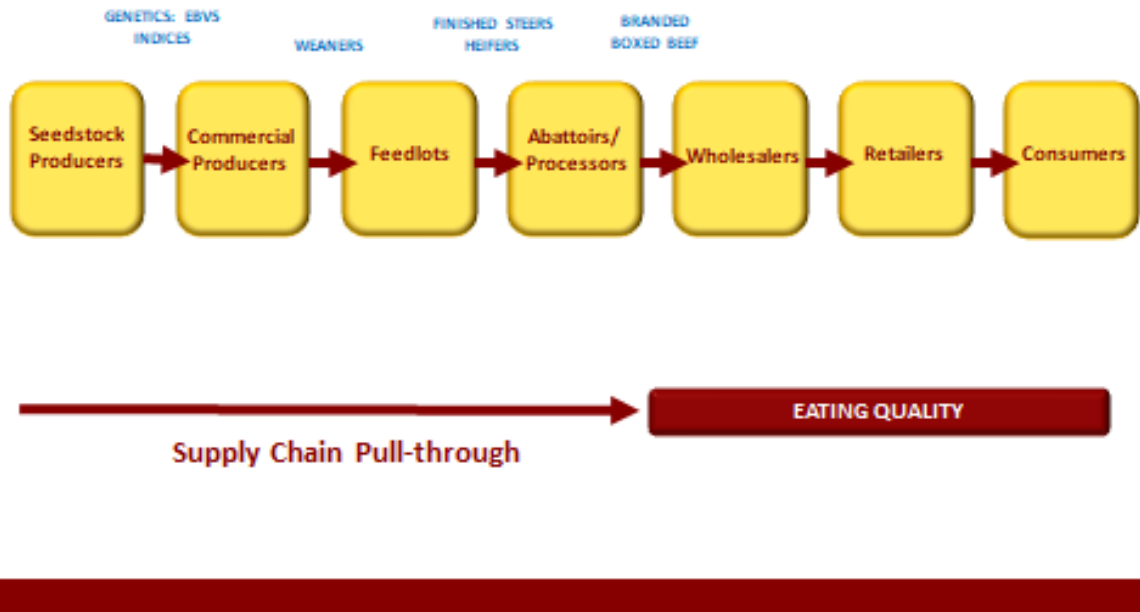 GENETICS: EBVS
INDICES
WEANERS
FINISHED STEERS
HEIFERS
BRANDED
BOXED BEEF
Seedstock
Producers
Commercial
Producers
Feedlots
Abattoirs/
Processors
Wholesalers
Retailers
Consumers
EATING QUALITY
Supply Chain Pull-through